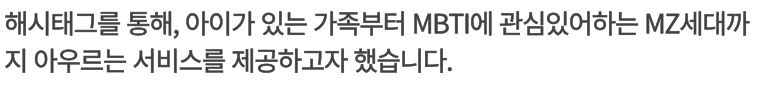 해시태그를 통해, 아이가 있는 가족부터 MBTI에 관심있어하는 MZ세대까
지 아우르는 서비스를 제공하고자 했습니다.